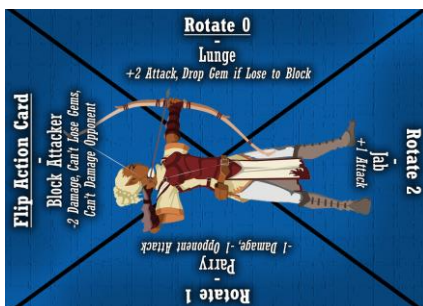 Rotate 0
-
Lunge
+2 Attack, Drop Gem if Lose to Block
Rotate 2
-
Jab
+1 Attack
Rotate 1
-
Parry
-1 Damage, -1 Opponent Attack
Flip Action Card
-
Block Attacker
-2 Damage, Can't Lose Gems,
Can't Damage Opponent